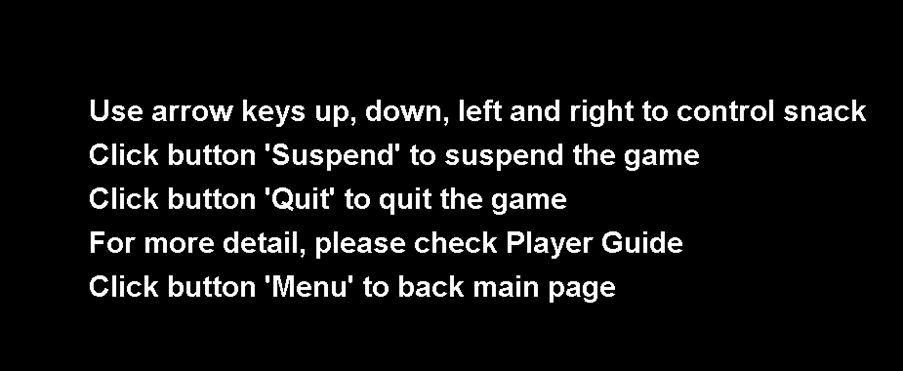 Use arrow keys up, down, left and right to control snack
Click button 'Suspend' to suspend the game
Click button 'Quit' to quit the game
For more detail, please check Player Guide
Click button 'Menu' to back main page